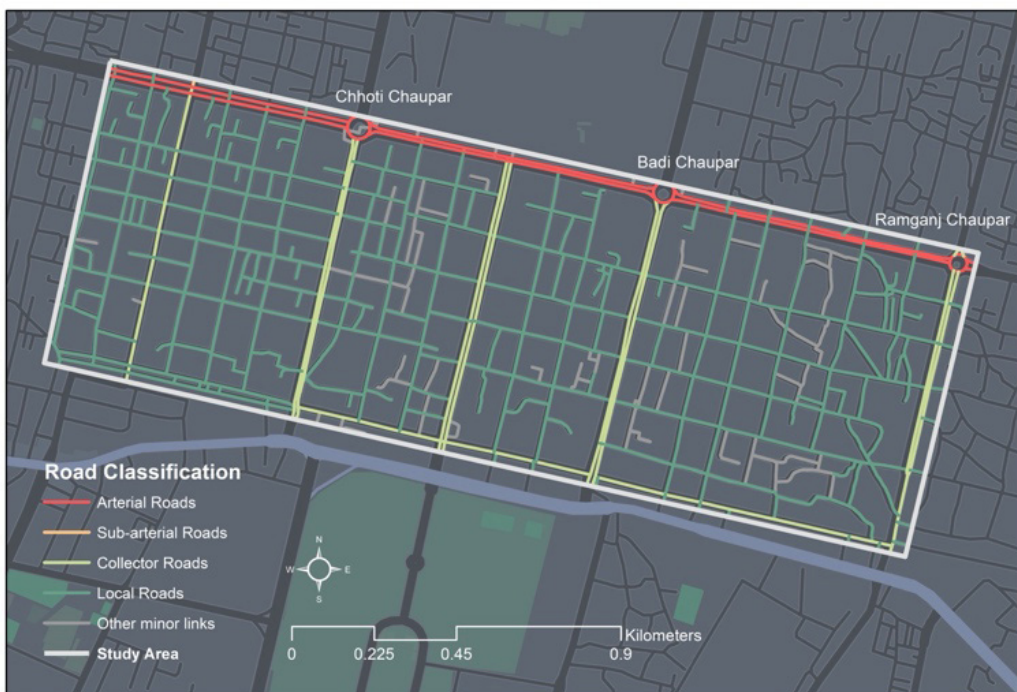 Chhoti Chaupar
Badi Chaupar
Ramganj Chaupar
Road Classification
Arterial Roads
Sub-arterial Roads
Collector Roads
Local Roads
Other minor links
Study Area
N
W E
S
Kilometers
0 0.225 0.45 0.9